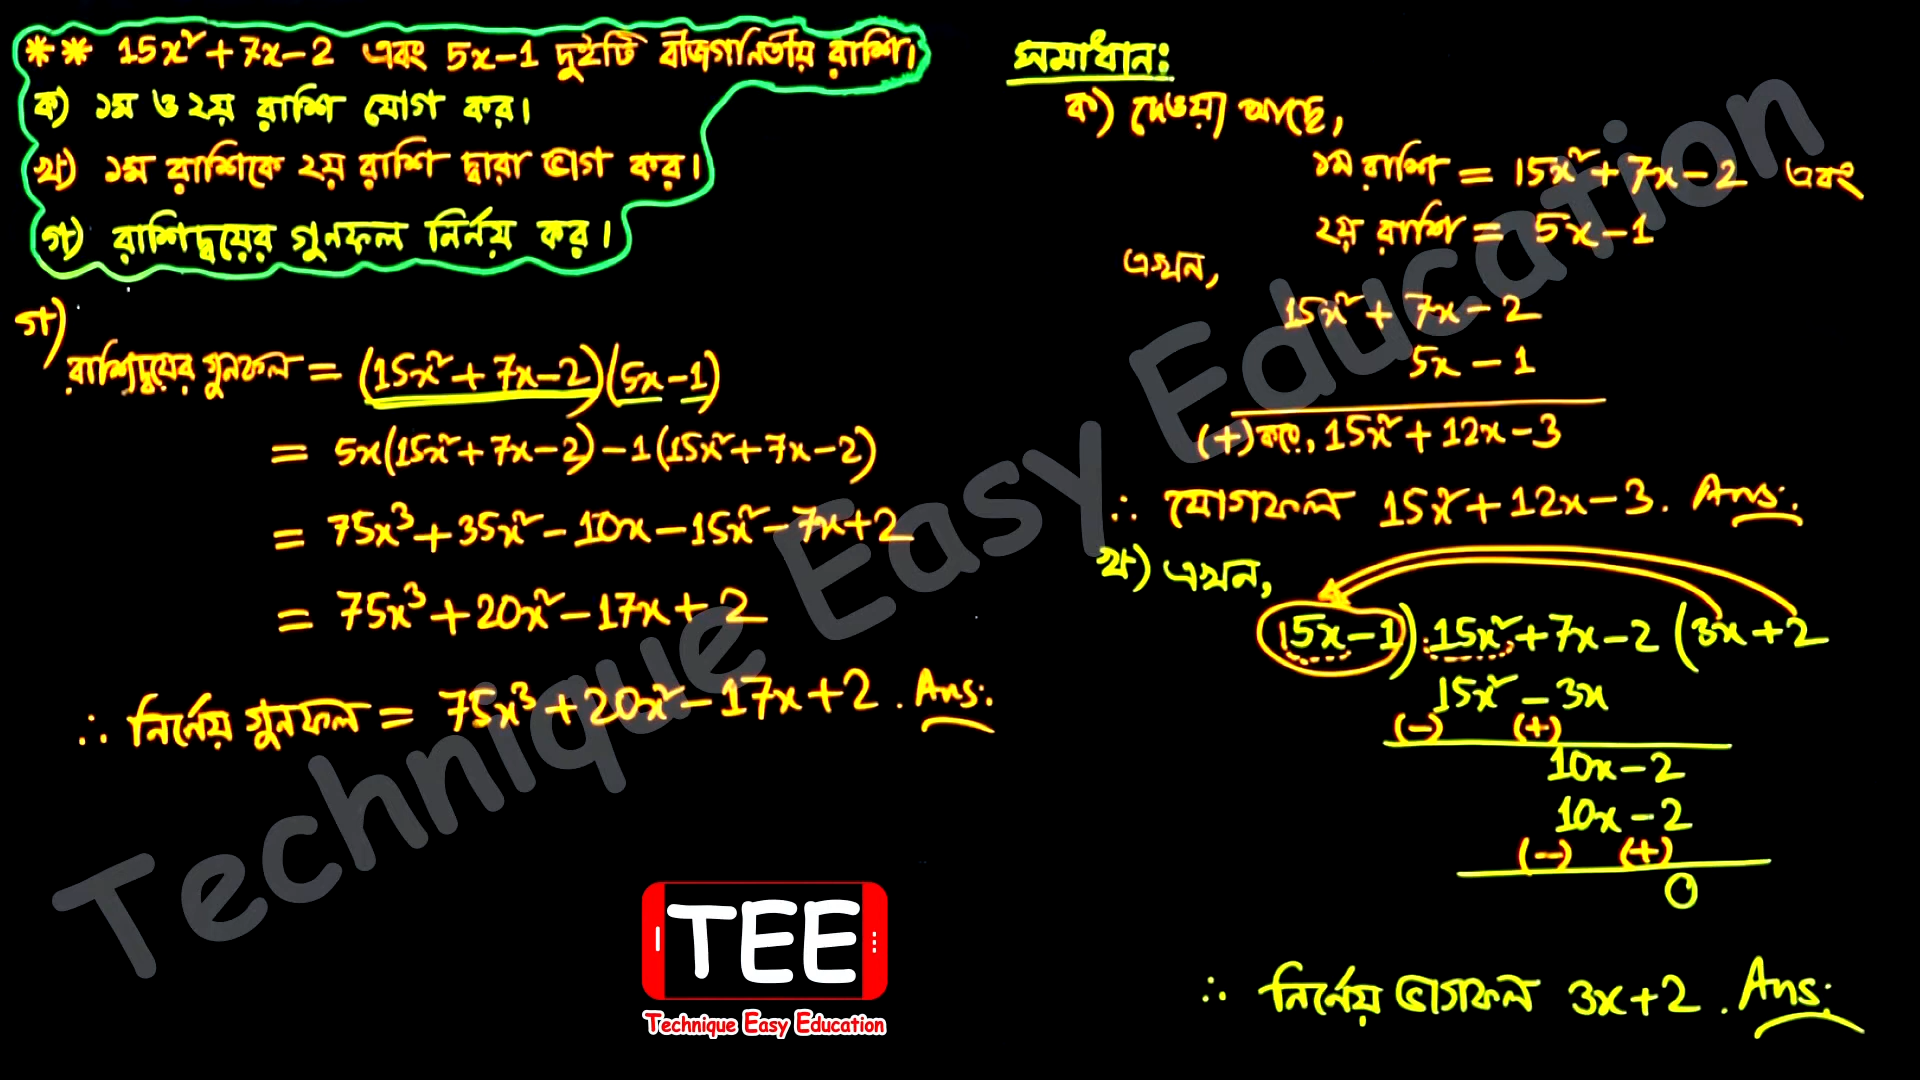 ** 15x² + 7x - 2 এবং 5x - 1 দুইটি বীজগানিতীয় রাশি।
ক) ১ম ও ২য় রাশি যোগ কর।
খ) ১ম রাশিকে ২য় রাশি দ্বারা ভাগ কর।
গ) রাশিদ্বয়ের গুনফল নির্নয় কর।
সমাধান:
ক) দেওয়া আছে,
১ম রাশি = 15x² + 7x - 2 এবং
২য় রাশি = 5x - 1
এখন,
15x² + 7x - 2
5x - 1
(+) করে, 15x² + 12x - 3
∴ যোগফল 15x² + 12x - 3. Ans:
খ) এখন,
5x - 1) 15x² + 7x - 2 (3x + 2
15x² - 3x
(-) (+)
10x - 2
10x - 2
(-) (+)
0
∴ নির্নেয় ভাগফল 3x + 2. Ans:
গ)
রাশিদ্বয়ের গুনফল = (15x² + 7x - 2)(5x - 1)
= 5x(15x² + 7x - 2) - 1(15x² + 7x - 2)
= 75x³ + 35x² - 10x - 15x² - 7x + 2
= 75x³ + 20x² - 17x + 2
∴ নির্নেয় গুনফল = 75x³ + 20x² - 17x + 2. Ans:
Technique Easy Education
TEE
Technique Easy Education